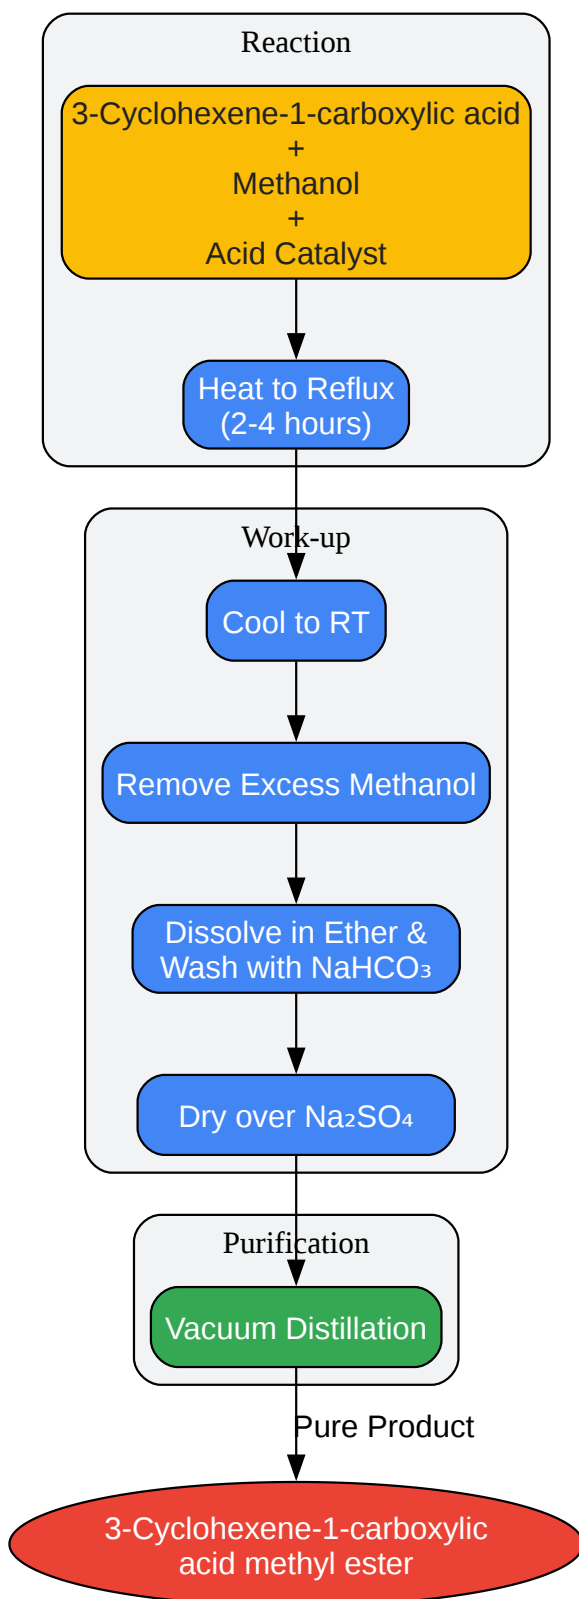 Reaction
3-Cyclohexene-1-carboxylic acid
+
Methanol
+
Acid Catalyst
Heat to Reflux
(2-4 hours)
Work-up
Cool to RT
Remove Excess Methanol
Dissolve in Ether &
Wash with NaHCO₃
Dry over Na₂SO₄
Purification
Vacuum Distillation
Pure Product
3-Cyclohexene-1-carboxylic
acid methyl ester